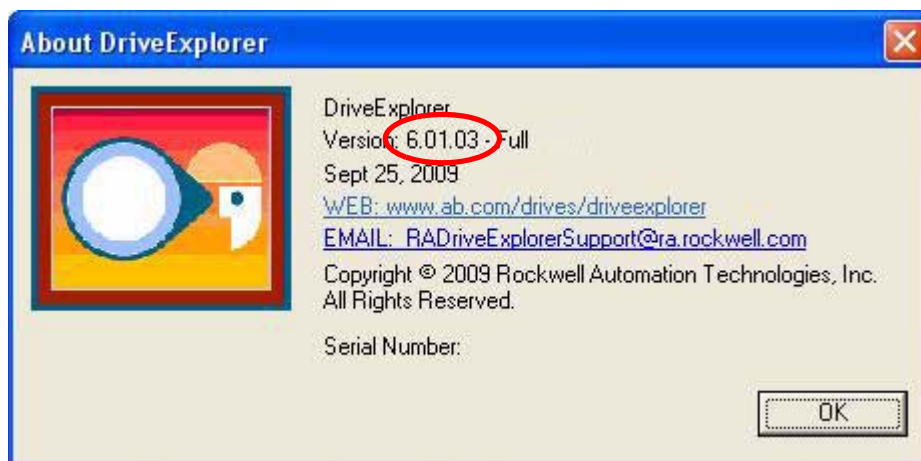 About DriveExplorer
DriveExplorer
Version: 6.01.03 - Full
Sept 25, 2009
WEB: www.ab.com/drives/driveexplorer
EMAIL: RADriveExplorerSupport@ra.rockwell.com
Copyright © 2009 Rockwell Automation Technologies, Inc.
All Rights Reserved.
Serial Number:
OK